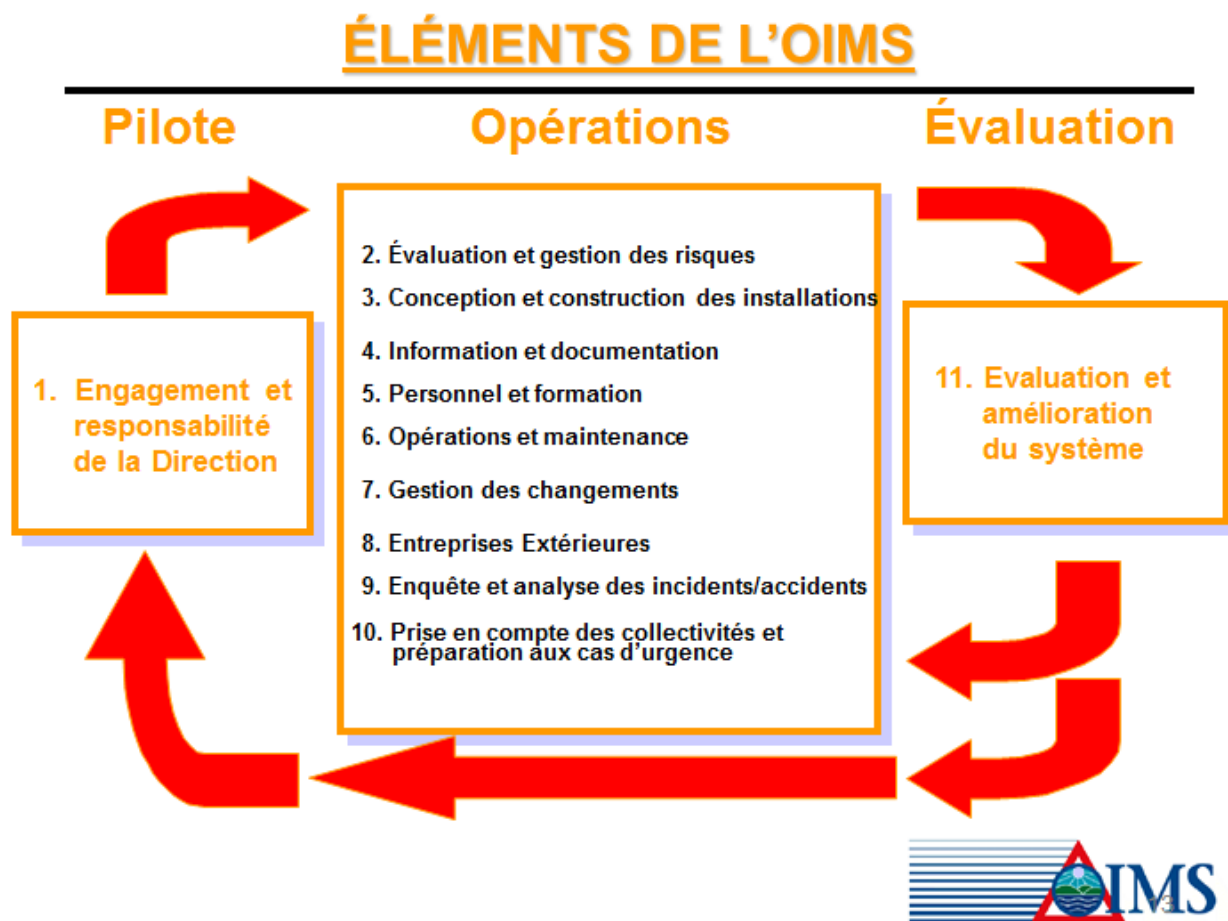 ÉLÉMENTS DE L'OIMS
Pilote
Opérations
Évaluation
1. Engagement et
responsabilité
de la Direction
2. Évaluation et gestion des risques
3. Conception et construction des installations
4. Information et documentation
5. Personnel et formation
6. Opérations et maintenance
7. Gestion des changements
8. Entreprises Extérieures
9. Enquête et analyse des incidents/accidents
10. Prise en compte des collectivités et
préparation aux cas d'urgence
11. Evaluation et
amélioration
du système
OIMS
13